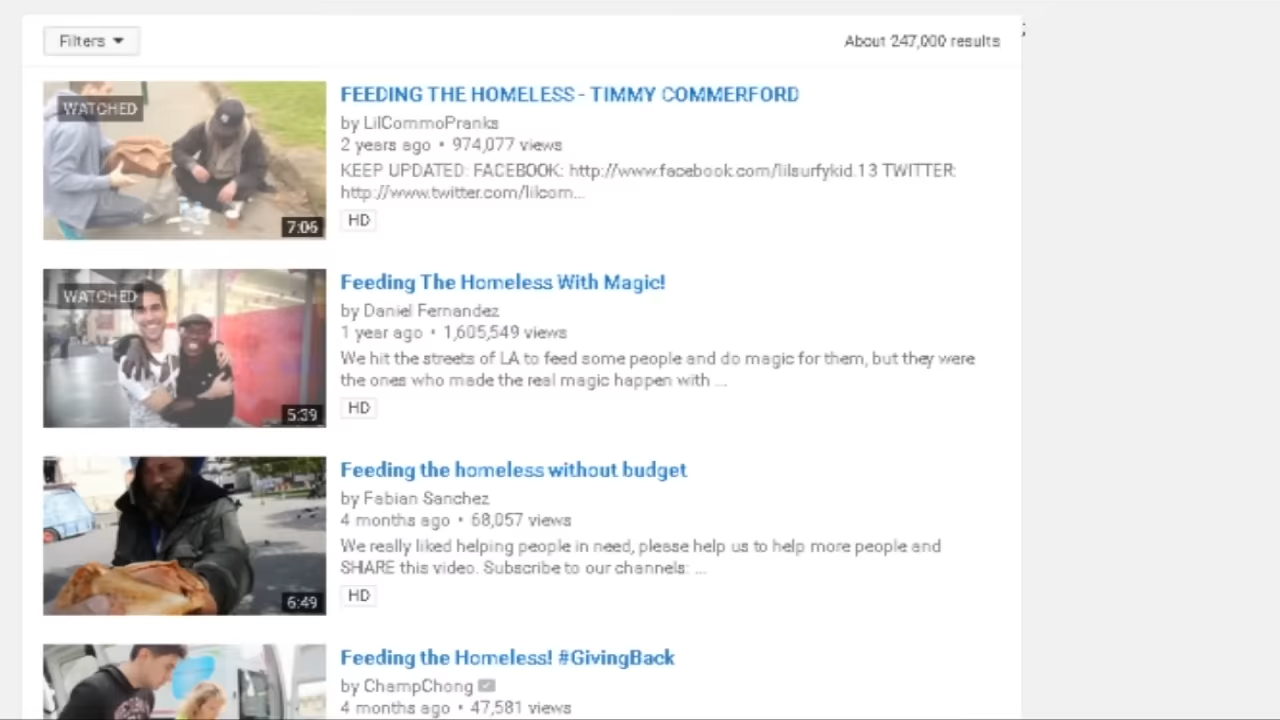 Filters
About 247,000 results
WATCHED
7:06
FEEDING THE HOMELESS - TIMMY COMMERFORD
by LilCommoPranks
2 years ago • 974,077 views
KEEP UPDATED: FACEBOOK: http://www.facebook.com/lilsurfykid.13 TWITTER:
http://www.twitter.com/lilcom...
HD
WATCHED
5:39
Feeding The Homeless With Magic!
by Daniel Fernandez
1 year ago • 1,605,549 views
We hit the streets of LA to feed some people and do magic for them, but they were
the ones who made the real magic happen with ...
HD
6:49
Feeding the homeless without budget
by Fabian Sanchez
4 months ago • 68,057 views
We really liked helping people in need, please help us to help more people and
SHARE this video. Subscribe to our channels: ...
HD
Feeding the Homeless! #GivingBack
by ChampChong
4 months ago • 47,581 views